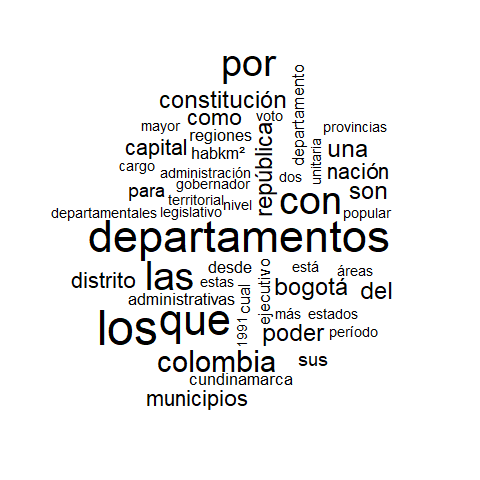 por
departamento
constitución
como
voto
mayor
regiones
república
unitaria
provincias
capital
habkm²
una
cargo
administración
dos
nación
para
gobernador
con
son
territorial
nivel
departamentales
legislativo
popular
departamentos
distrito
las
desde
ejecutivo
está
áreas
estas
cual
bogotá
del
administrativas
los
que
1991
más
estados
poder
período
colombia
sus
cundinamarca
municipios